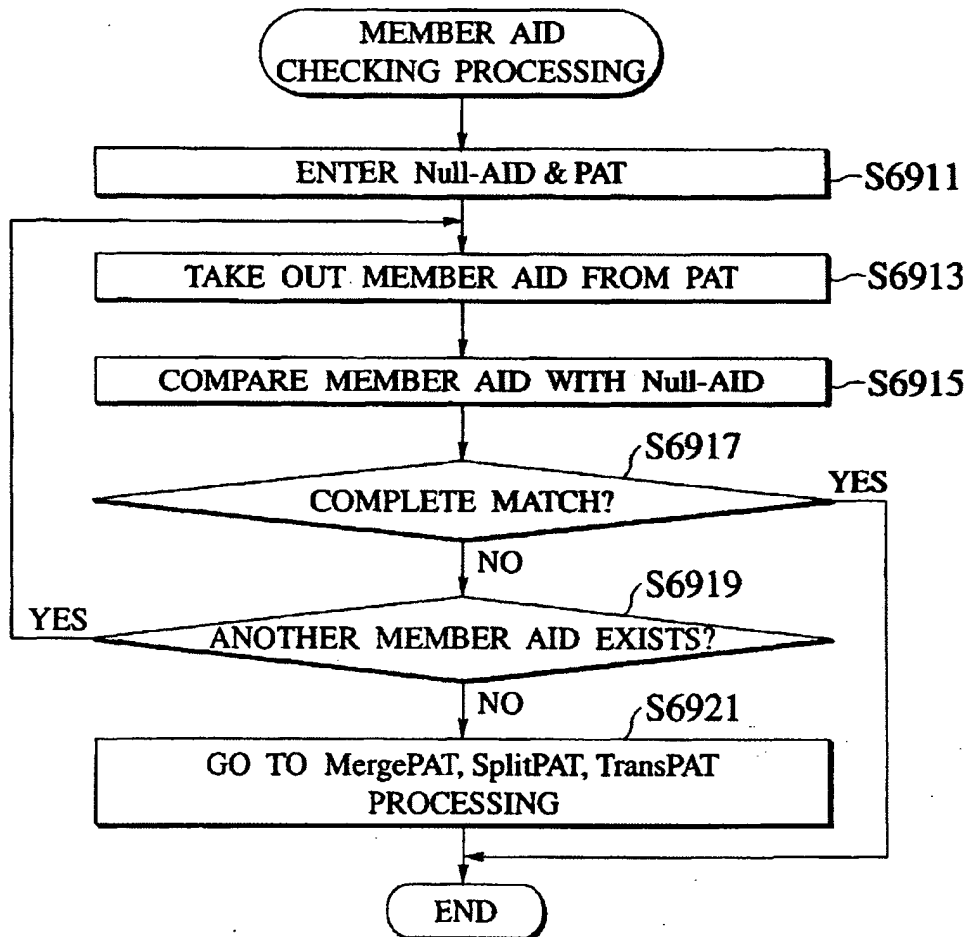 MEMBER AID
CHECKING PROCESSING
ENTER Null-AID & PAT
S6911
TAKE OUT MEMBER AID FROM PAT
S6913
COMPARE MEMBER AID WITH Null-AID
S6915
S6917
COMPLETE MATCH?
YES
NO
S6919
YES
ANOTHER MEMBER AID EXISTS?
NO
S6921
GO TO MergePAT, SplitPAT, TransPAT
PROCESSING
END